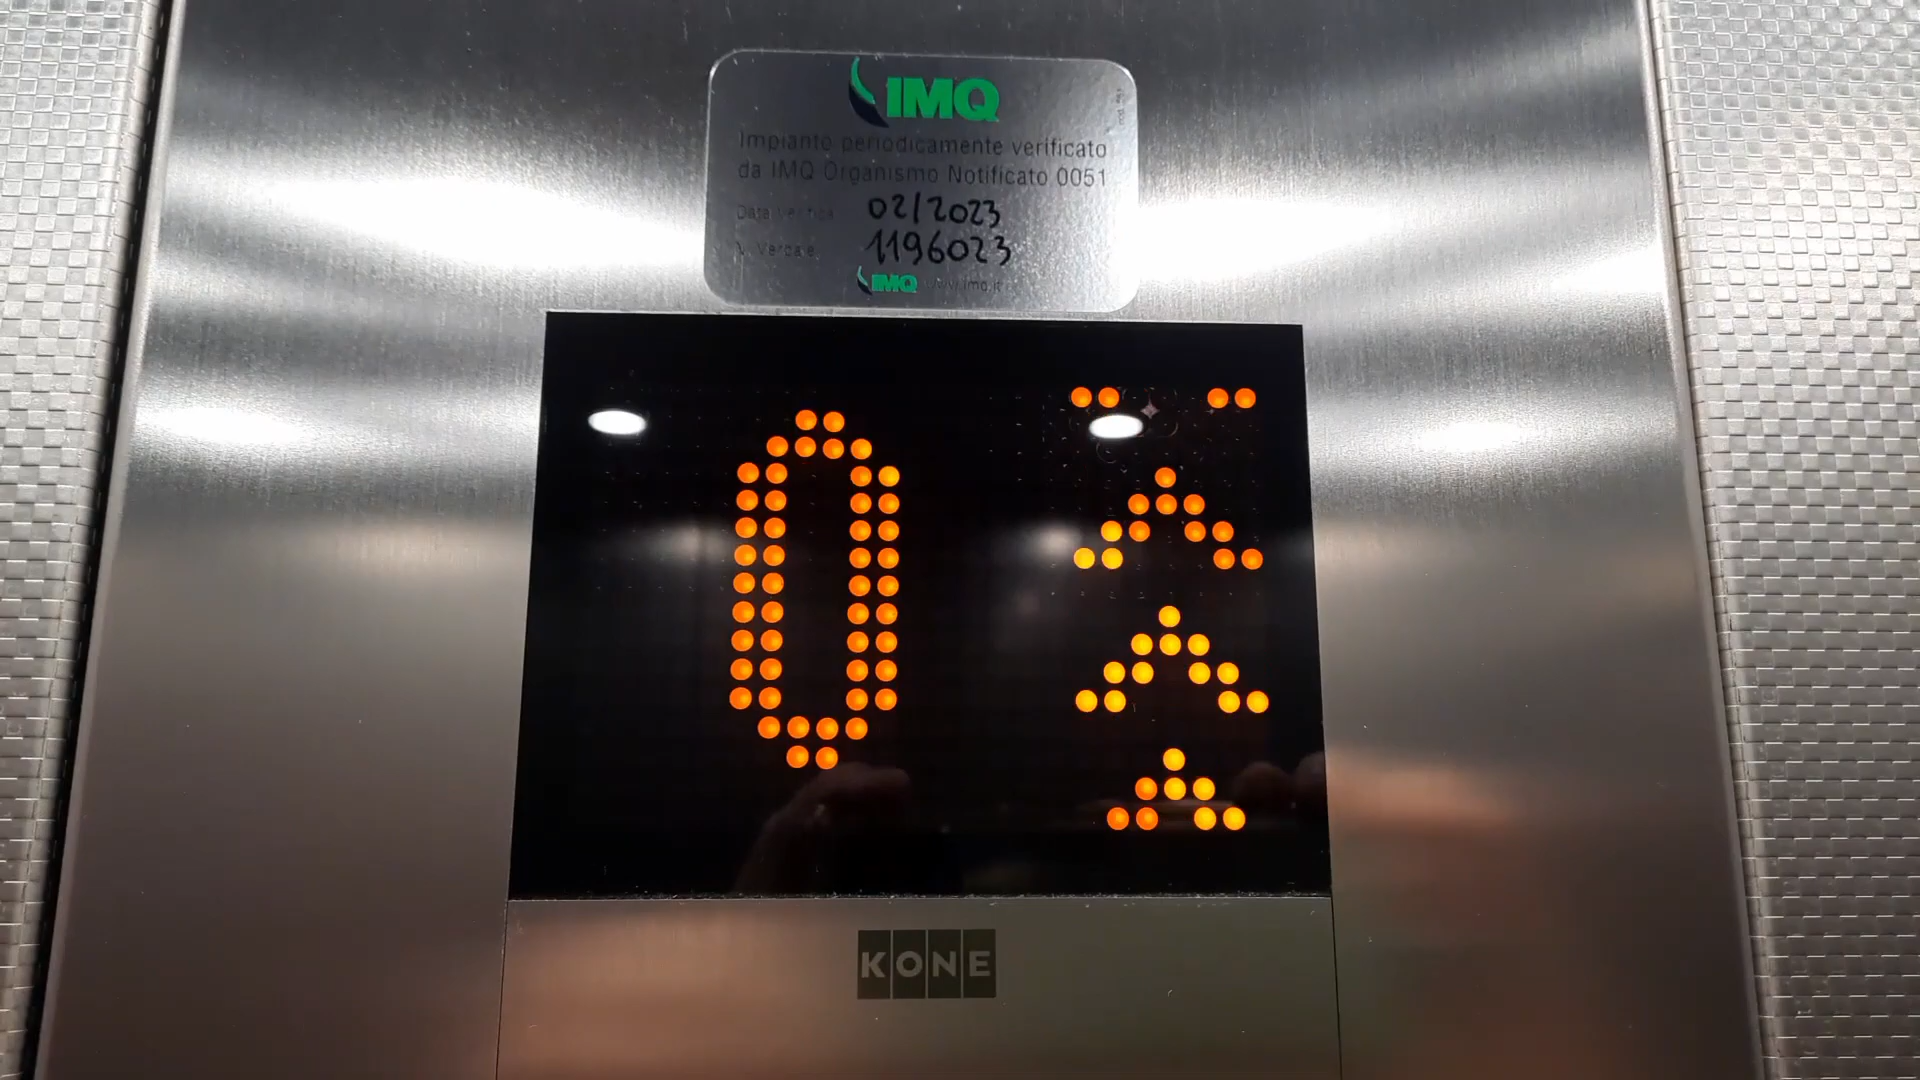 IMQ
Impianto periodicamente verificato
da IMQ Organismo Notificato 0051
Data verifica 02/2023
N. Verbale 1196023
IMQ www.imq.it
0
KONE